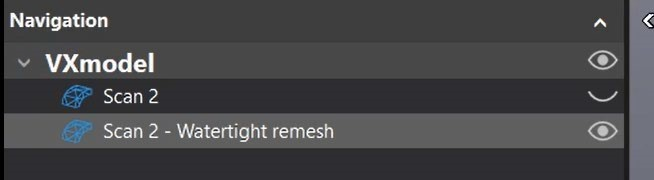 Navigation
VXmodel
Scan 2
Scan 2 - Watertight remesh